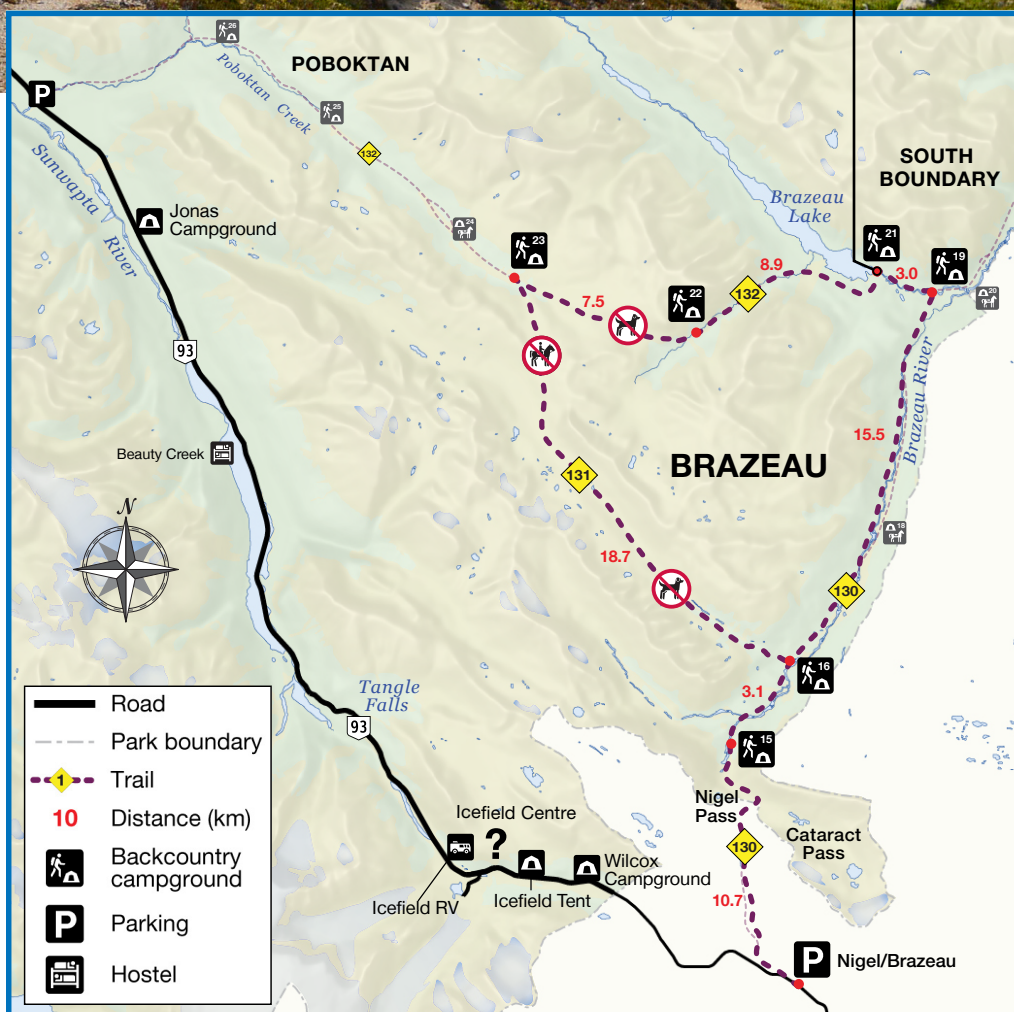 26
POBOKTAN
Poboktan Creek
25
P
132
Sunwapta River
SOUTH
BOUNDARY
Brazeau
Lake
Jonas
Campground
24
23
21
19
8.9
3.0
20
7.5
22
132
93
Brazeau River
15.5
Beauty Creek
BRAZEAU
131
N
18
18.7
130
16
Tangle
Falls
3.1
93
15
Nigel
Pass
Icefield Centre
?
Cataract
Pass
130
Wilcox
Campground
Icefield RV
Icefield Tent
10.7
P
Nigel/Brazeau
Road
Park boundary
1
Trail
10
Distance (km)
Backcountry
campground
P
Parking
Hostel